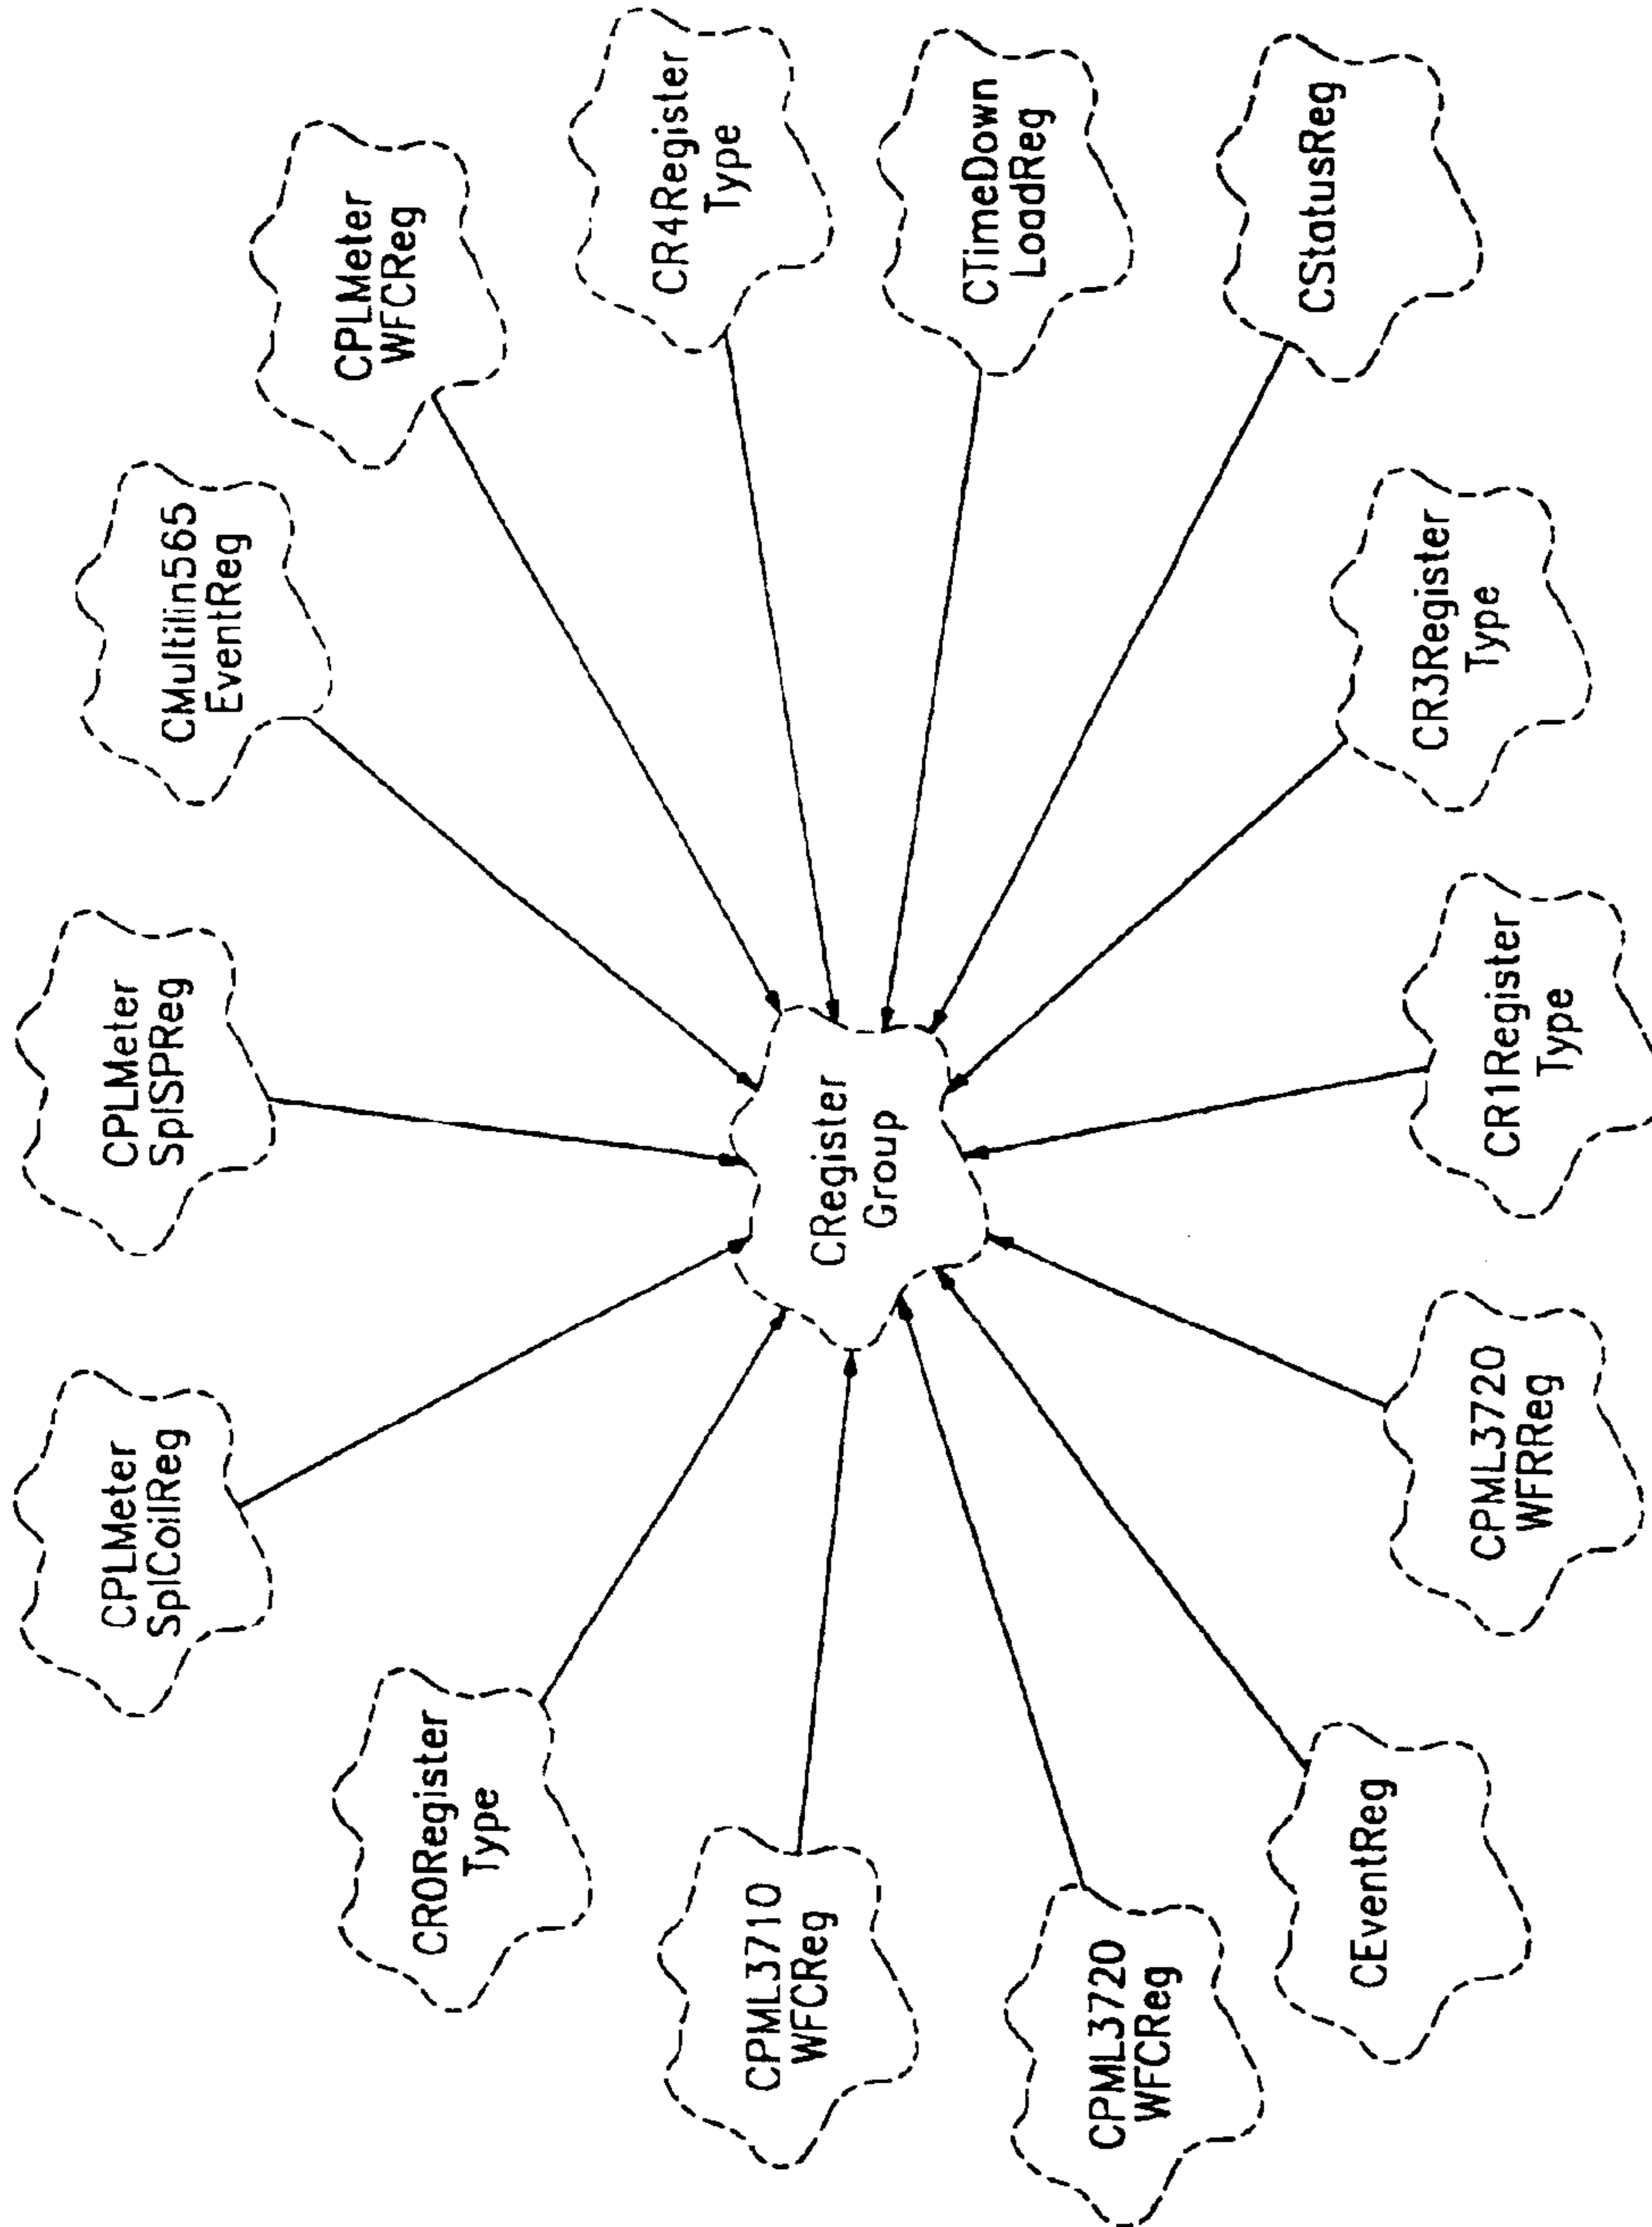 CPLMeter
SplCoilReg
CPLMeter
SplSPReg
CMultilin565
EventReg
CPLMeter
WFCReg
CR0Register
Type
CR4Register
Type
CPML3710
WFCReg
CRegister
Group
CTimeDown
LoadReg
CPML3720
WFCReg
CStatusReg
CEventReg
CR3Register
Type
CPML3720
WFRReg
CR1Register
Type